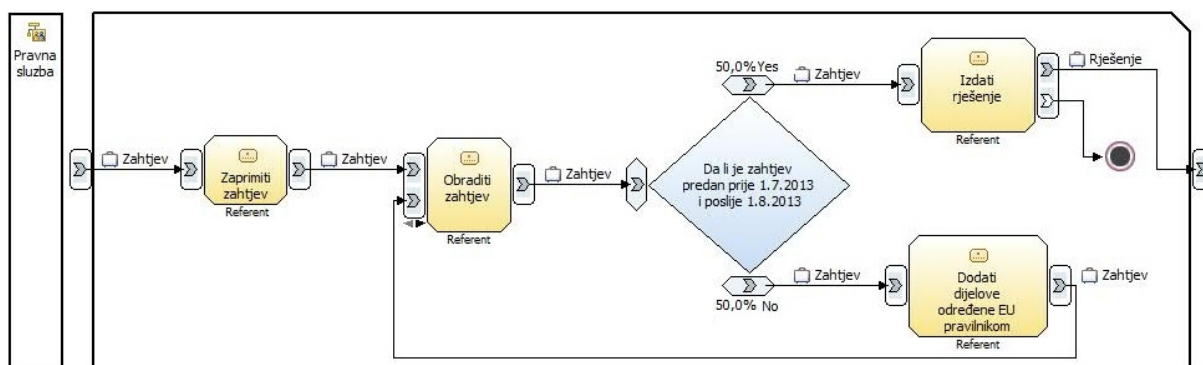 Pravna
sluzba
Zahtjev
Zaprimiti
zahtjev
Referent
Zahtjev
Obraditi
zahtjev
Referent
Zahtjev
Da li je zahtjev
predan prije 1.7.2013
i poslije 1.8.2013
50,0% Yes
Zahtjev
Izdati
rješenje
Referent
Rješenje
50,0% No
Zahtjev
Dodati
dijelove
određene EU
pravilnikom
Referent
Zahtjev